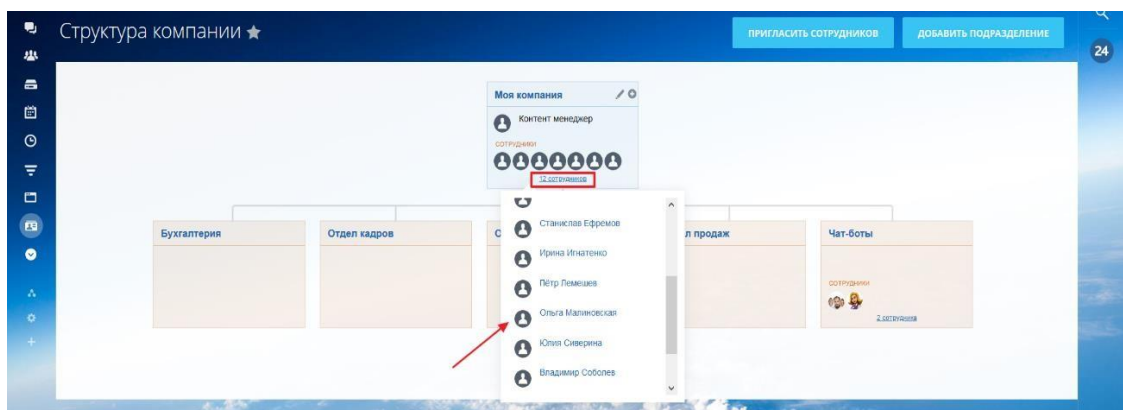 Структура компании
ПРИГЛАСИТЬ СОТРУДНИКОВ
ДОБАВИТЬ ПОДРАЗДЕЛЕНИЕ
24
Моя компания
Контент менеджер
СОТРУДНИКИ
12 сотрудников
Станислав Ефремов
Ирина Игнатенко
Пётр Лемешев
Ольга Малиновская
Юлия Сиверина
Владимир Соболев
Бухгалтерия
Отдел кадров
С
л продаж
Чат-боты
СОТРУДНИКИ
2 сотрудника